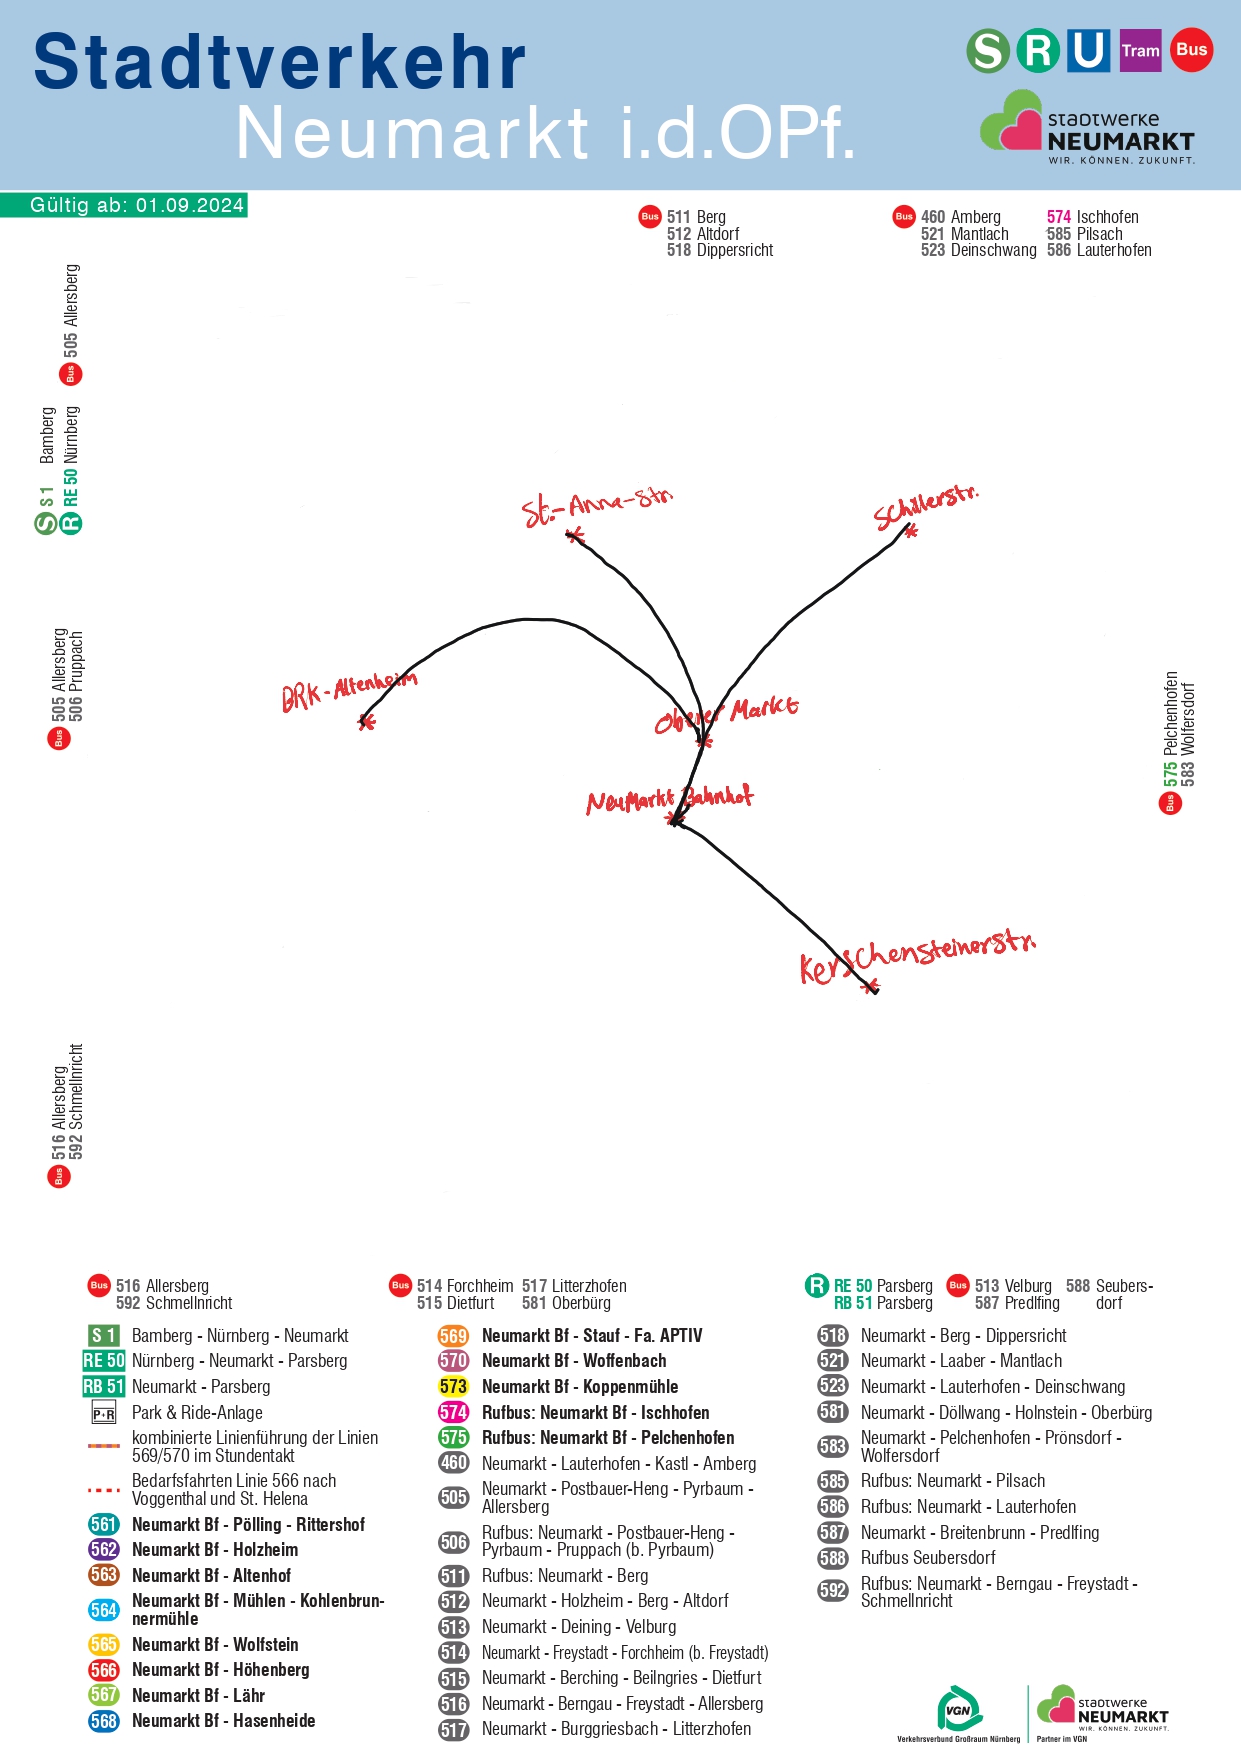 Stadtverkehr
Neumarkt i.d.OPf.
S R U Tram Bus
stadtwerke
NEUMARKT
WIR. KÖNNEN. ZUKUNFT.
Gültig ab: 01.09.2024
Bus 511 Berg
512 Altdorf
518 Dippersricht
Bus 460 Amberg 574 Ischhofen
521 Mantlach 585 Pilsach
523 Deinschwang 586 Lauterhofen
Bus 505 Allersberg
S S 1 Bamberg
R RE 50 Nürnberg
Bus 505 Allersberg
506 Pruppach
Bus 516 Allersberg
592 Schmellnricht
Bus 575 Pelchenhofen
583 Wolfersdorf
St.-Anna-Str.
Schillerstr.
BRK-Altenheim
Oberer Markt
Neumarkt Bahnhof
Kerschensteinerstr.
Bus 516 Allersberg
592 Schmellnricht
Bus 514 Forchheim 517 Litterzhofen
515 Dietfurt 581 Oberbürg
R RE 50 Parsberg
RB 51 Parsberg
Bus 513 Velburg 588 Seubers-
587 Predlfing dorf
S 1 Bamberg - Nürnberg - Neumarkt
RE 50 Nürnberg - Neumarkt - Parsberg
RB 51 Neumarkt - Parsberg
P+R Park & Ride-Anlage
kombinierte Linienführung der Linien
569/570 im Stundentakt
Bedarfsfahrten Linie 566 nach
Voggenthal und St. Helena
561 Neumarkt Bf - Pölling - Rittershof
562 Neumarkt Bf - Holzheim
563 Neumarkt Bf - Altenhof
564 Neumarkt Bf - Mühlen - Kohlenbrun-
nermühle
565 Neumarkt Bf - Wolfstein
566 Neumarkt Bf - Höhenberg
567 Neumarkt Bf - Lähr
568 Neumarkt Bf - Hasenheide
569 Neumarkt Bf - Stauf - Fa. APTIV
570 Neumarkt Bf - Woffenbach
573 Neumarkt Bf - Koppenmühle
574 Rufbus: Neumarkt Bf - Ischhofen
575 Rufbus: Neumarkt Bf - Pelchenhofen
460 Neumarkt - Lauterhofen - Kastl - Amberg
505 Neumarkt - Postbauer-Heng - Pyrbaum -
Allersberg
506 Rufbus: Neumarkt - Postbauer-Heng -
Pyrbaum - Pruppach (b. Pyrbaum)
511 Rufbus: Neumarkt - Berg
512 Neumarkt - Holzheim - Berg - Altdorf
513 Neumarkt - Deining - Velburg
514 Neumarkt - Freystadt - Forchheim (b. Freystadt)
515 Neumarkt - Berching - Beilngries - Dietfurt
516 Neumarkt - Berngau - Freystadt - Allersberg
517 Neumarkt - Burggriesbach - Litterzhofen
518 Neumarkt - Berg - Dippersricht
521 Neumarkt - Laaber - Mantlach
523 Neumarkt - Lauterhofen - Deinschwang
581 Neumarkt - Döllwang - Holnstein - Oberbürg
583 Neumarkt - Pelchenhofen - Prönsdorf -
Wolfersdorf
585 Rufbus: Neumarkt - Pilsach
586 Rufbus: Neumarkt - Lauterhofen
587 Neumarkt - Breitenbrunn - Predlfing
588 Rufbus Seubersdorf
592 Rufbus: Neumarkt - Berngau - Freystadt -
Schmellnricht
VGN
Verkehrsverbund Großraum Nürnberg
stadtwerke
NEUMARKT
WIR. KÖNNEN. ZUKUNFT.
Partner im VGN